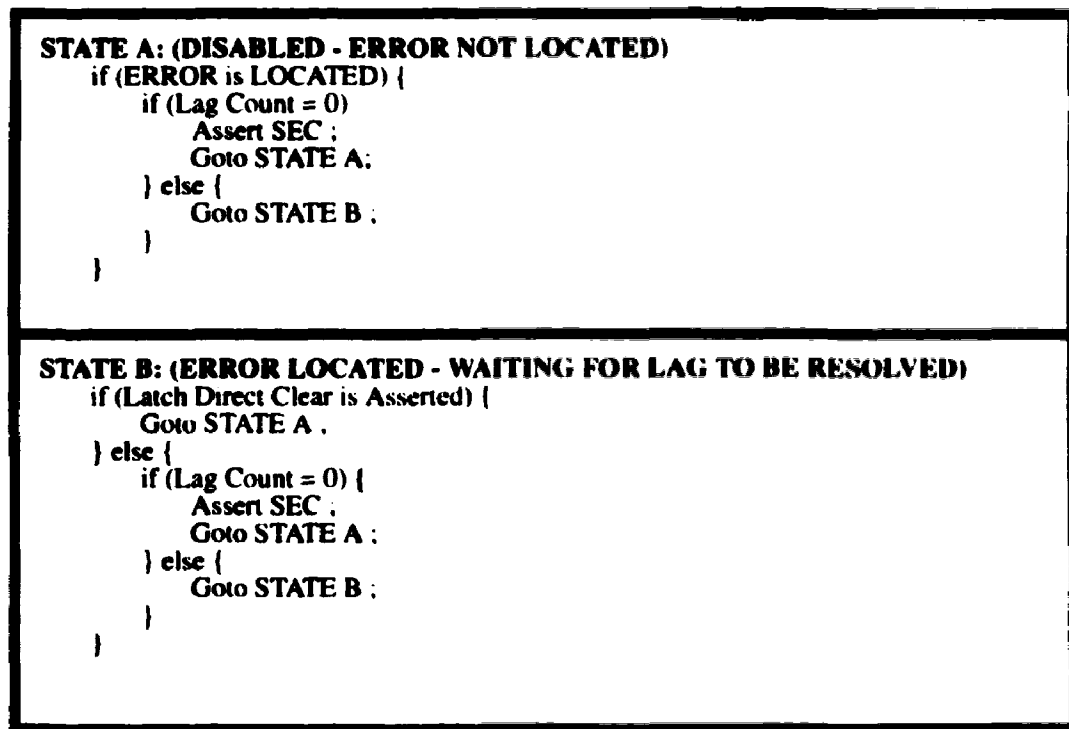 STATE A: (DISABLED - ERROR NOT LOCATED)
if (ERROR is LOCATED) {
if (Lag Count = 0)
Assert SEC ;
Goto STATE A;
} else {
Goto STATE B ;
}
}
STATE B: (ERROR LOCATED - WAITING FOR LAG TO BE RESOLVED)
if (Latch Direct Clear is Asserted) {
Goto STATE A .
} else {
if (Lag Count = 0) {
Assert SEC ;
Goto STATE A ;
} else {
Goto STATE B ;
}
}